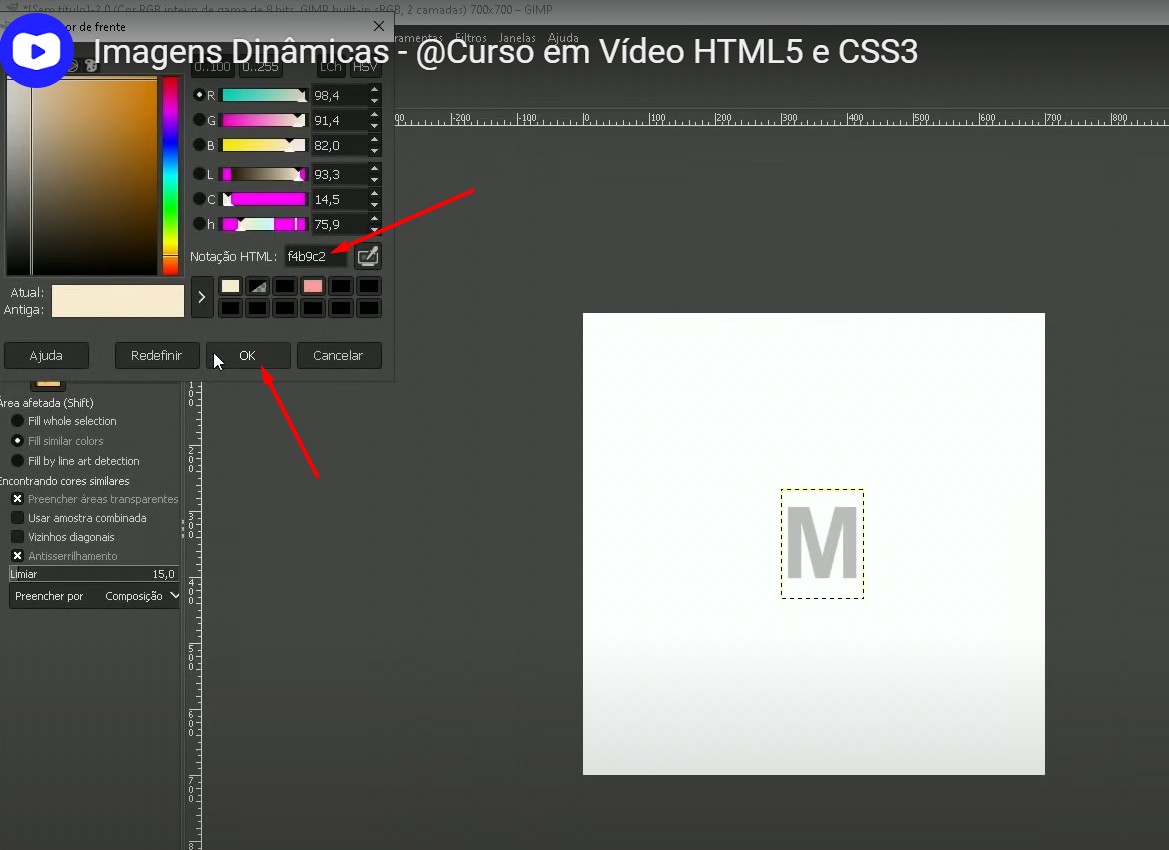 *[Sem título]-3.0 (Cor RGB inteiro de gama de 8 bits, GIMP built-in sRGB, 2 camadas) 700x700 – GIMP
or de frente
Ferramentas Filtros Janelas Ajuda
Imagens Dinâmicas - @Curso em Vídeo HTML5 e CSS3
0..100 0..255 LCh HSV
R 98,4
G 91,4
B 82,0
L 93,3
C 14,5
h 75,9
Notação HTML: f4b9c2
Atual:
Antiga:
Ajuda Redefinir OK Cancelar
Área afetada (Shift)
Fill whole selection
Fill similar colors
Fill by line art detection
Encontrando cores similares
Preencher áreas transparentes
Usar amostra combinada
Vizinhos diagonais
Antisserrilhamento
Limiar 15,0
Preencher por Composição
00 -200 -100 0 100 200 300 400 500 600 700 800
100
200
300
400
500
600
700
8
M